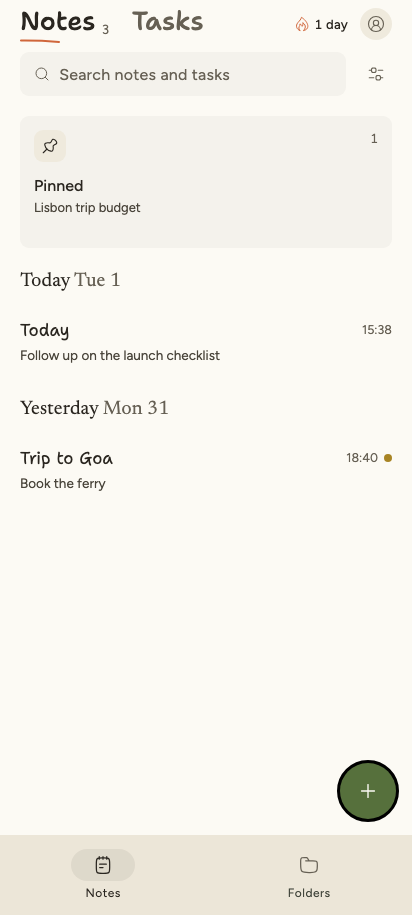 Notes 3 Tasks 1 day
Search notes and tasks
1
Pinned
Lisbon trip budget
Today Tue 1
Today 15:38
Follow up on the launch checklist
Yesterday Mon 31
Trip to Goa 18:40
Book the ferry
Notes Folders